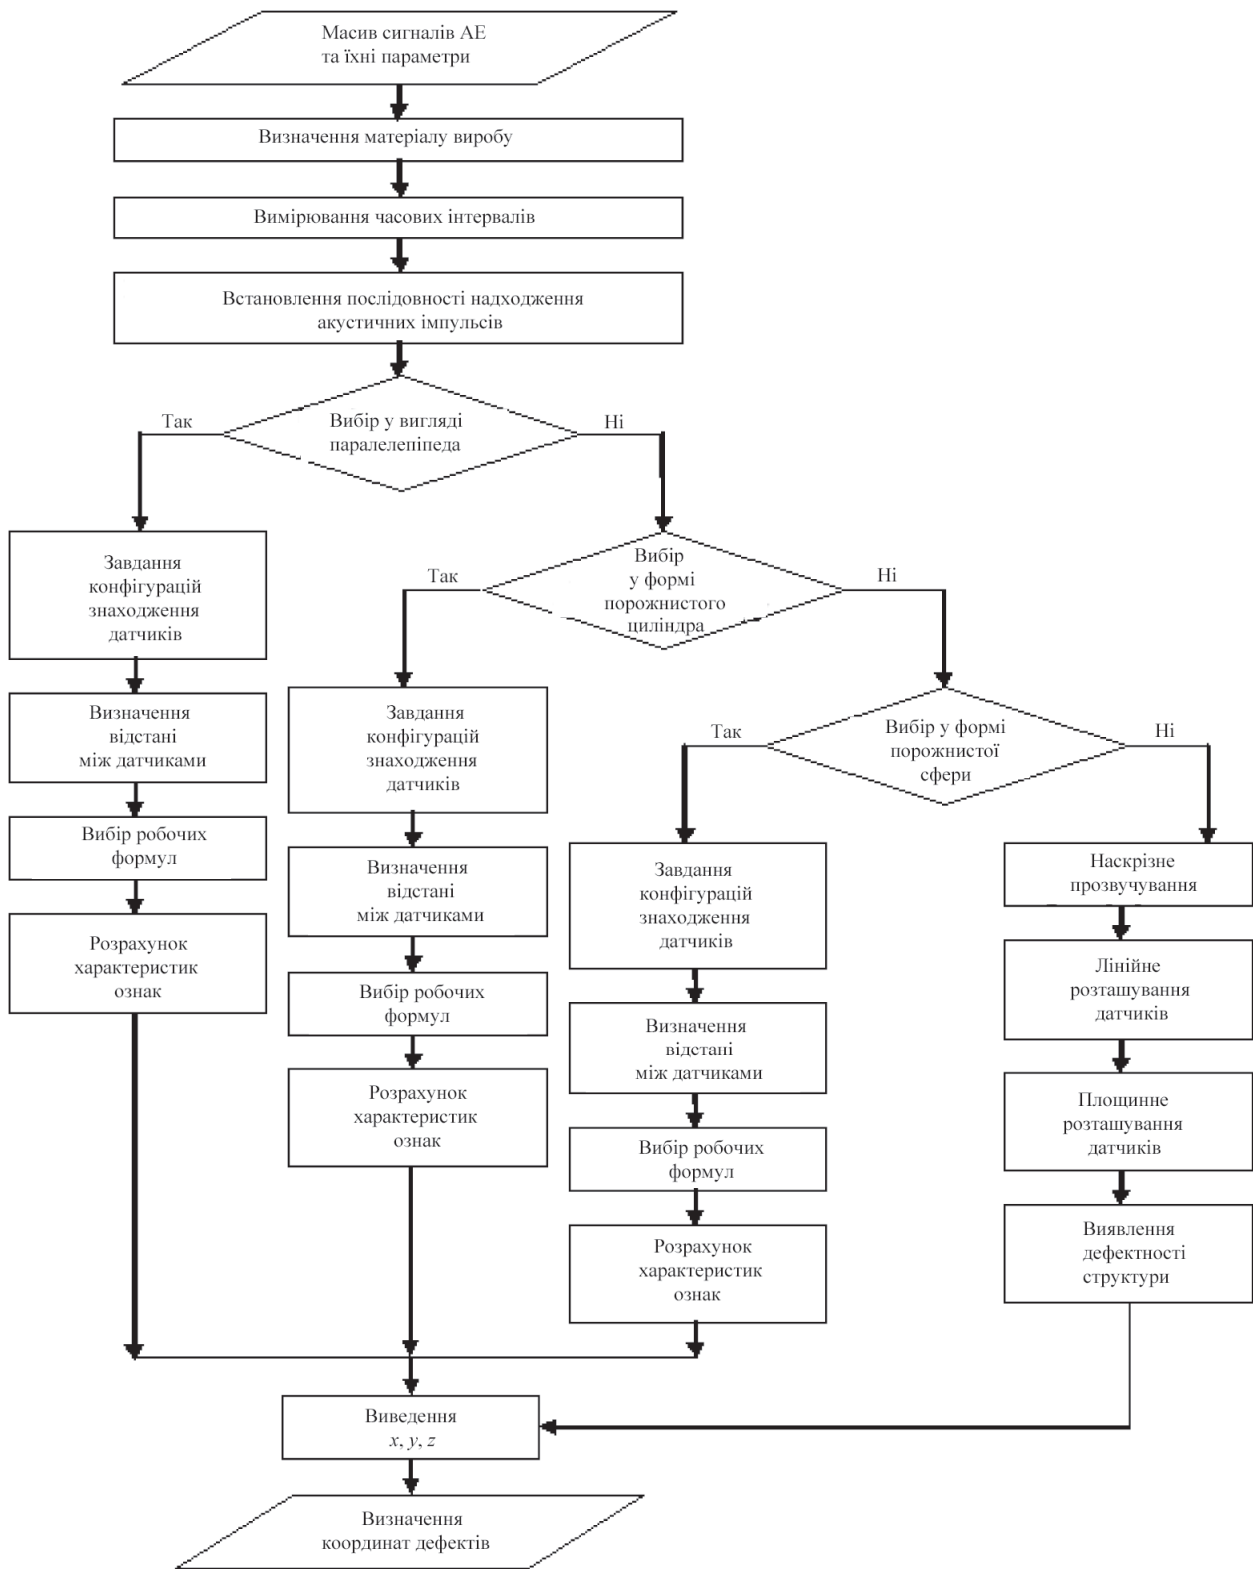 Масив сигналів АЕ
та їхні параметри
Визначення матеріалу виробу
Вимірювання часових інтервалів
Встановлення послідовності надходження
акустичних імпульсів
Так
Вибір у вигляді
паралелепіпеда
Ні
Завдання
конфігурацій
знаходження
датчиків
Визначення
відстані
між датчиками
Вибір робочих
формул
Розрахунок
характеристик
ознак
Так
Вибір
у формі
порожнистого
циліндра
Ні
Завдання
конфігурацій
знаходження
датчиків
Визначення
відстані
між датчиками
Вибір робочих
формул
Розрахунок
характеристик
ознак
Так
Вибір у формі
порожнистої
сфери
Ні
Завдання
конфігурацій
знаходження
датчиків
Визначення
відстані
між датчиками
Вибір робочих
формул
Розрахунок
характеристик
ознак
Наскрізне
прозвучування
Лінійне
розташування
датчиків
Площинне
розташування
датчиків
Виявлення
дефектності
структури
Виведення
x, y, z
Визначення
координат дефектів